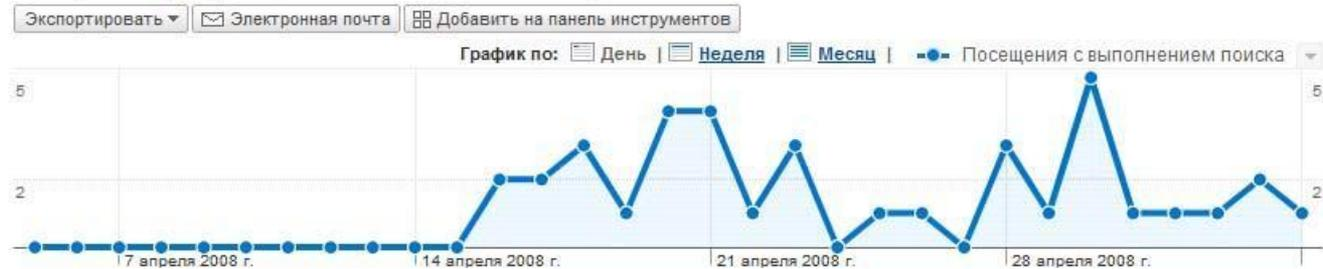 Экспортировать Электронная почта Добавить на панель инструментов
График по: День | Неделя | Месяц | Посещения с выполнением поиска
5 5
2 2
7 апреля 2008 г. 14 апреля 2008 г. 21 апреля 2008 г. 28 апреля 2008 г.